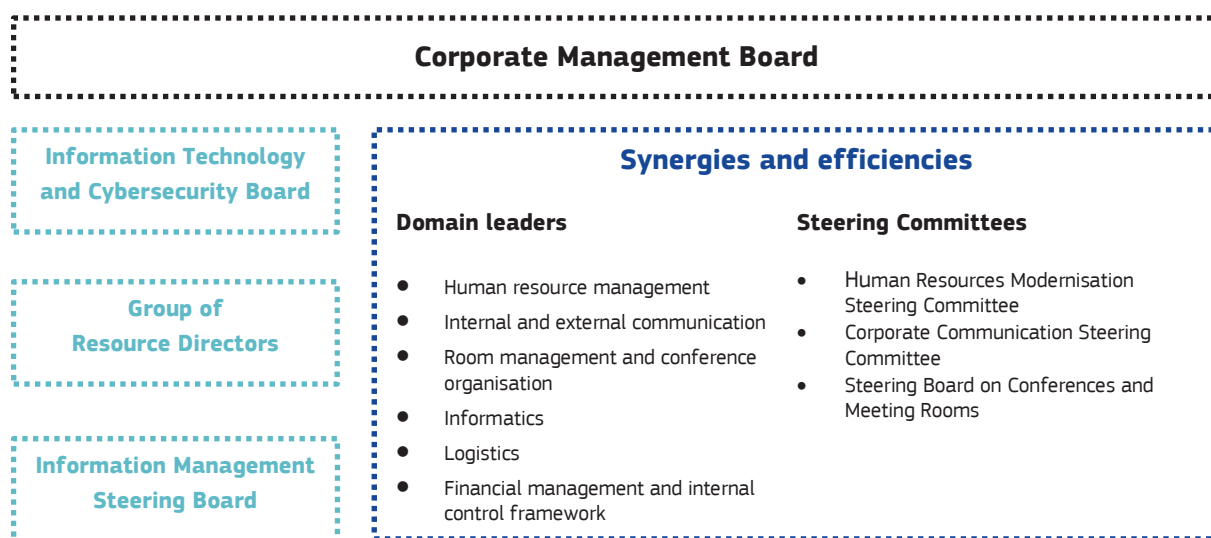 Corporate Management Board
Information Technology
and Cybersecurity Board
Group of
Resource Directors
Information Management
Steering Board
Synergies and efficiencies
Domain leaders
● Human resource management
● Internal and external communication
● Room management and conference
organisation
● Informatics
● Logistics
● Financial management and internal
control framework
Steering Committees
• Human Resources Modernisation
Steering Committee
• Corporate Communication Steering
Committee
• Steering Board on Conferences and
Meeting Rooms